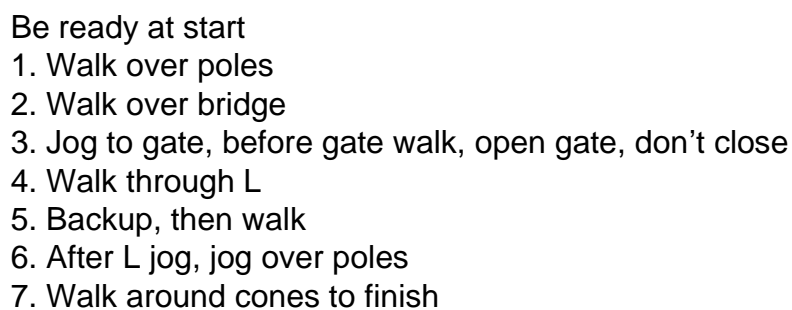 Be ready at start
1. Walk over poles
2. Walk over bridge
3. Jog to gate, before gate walk, open gate, don’t close
4. Walk through L
5. Backup, then walk
6. After L jog, jog over poles
7. Walk around cones to finish